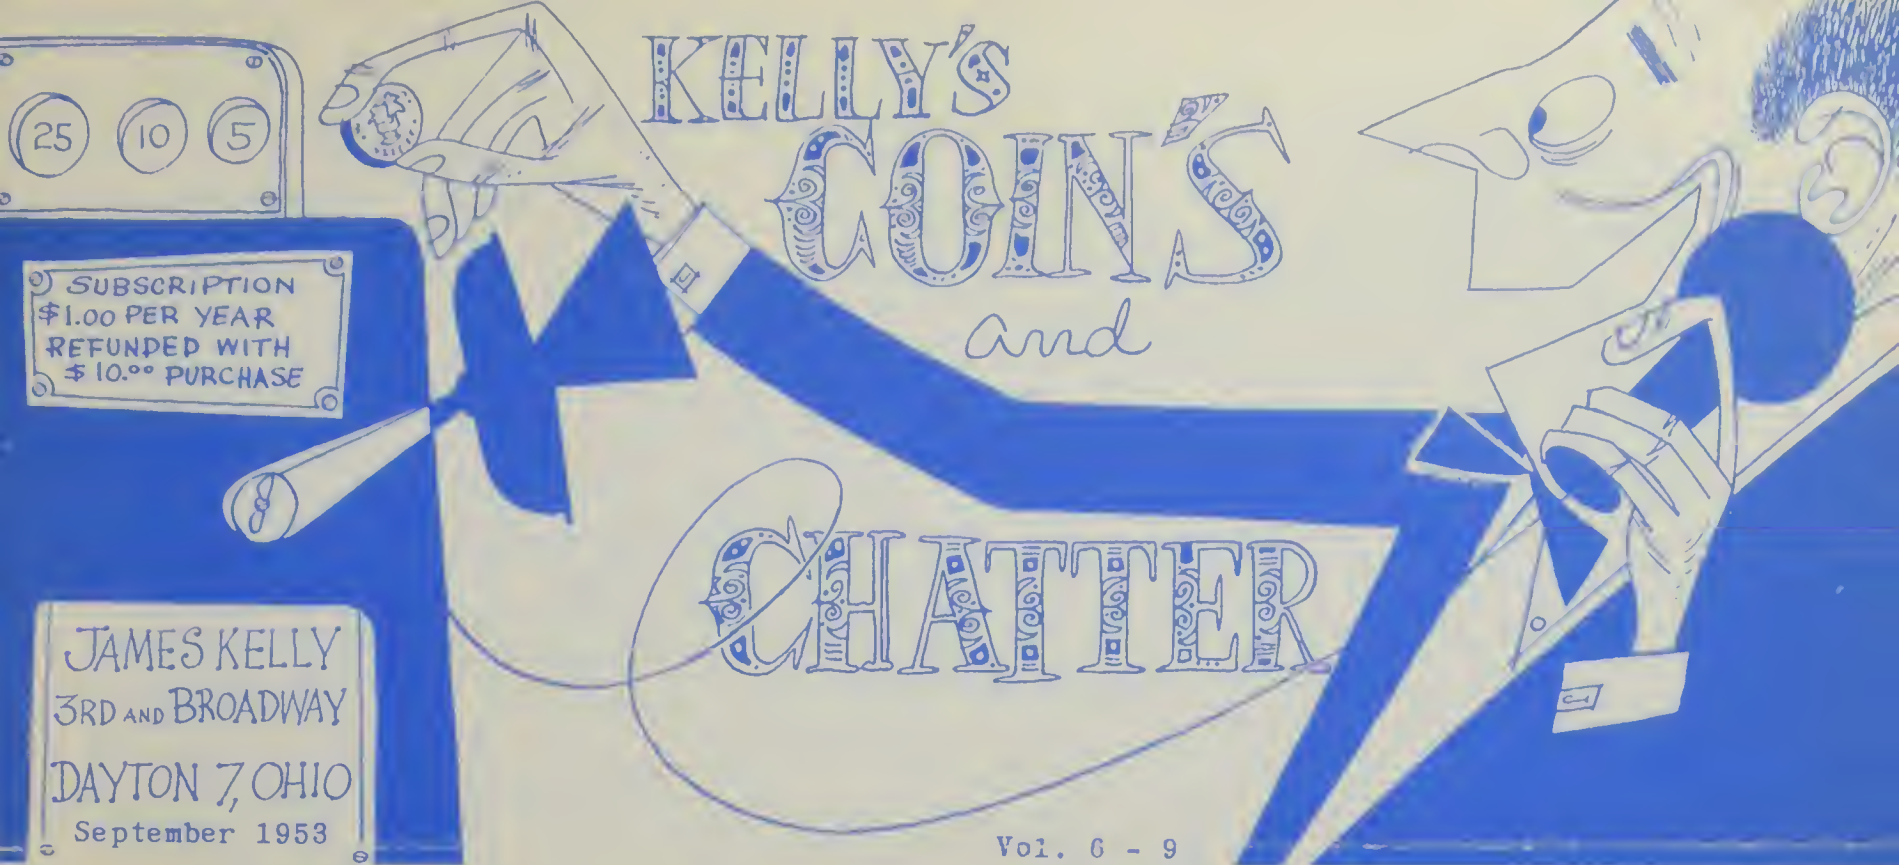 KELLY'S
COIN'S
and
CHATTER
25 10 5
SUBSCRIPTION
$1.00 PER YEAR
REFUNDED WITH
$10.00 PURCHASE
JAMES KELLY
3RD AND BROADWAY
DAYTON 7, OHIO
September 1953
Vol. 6 - 9